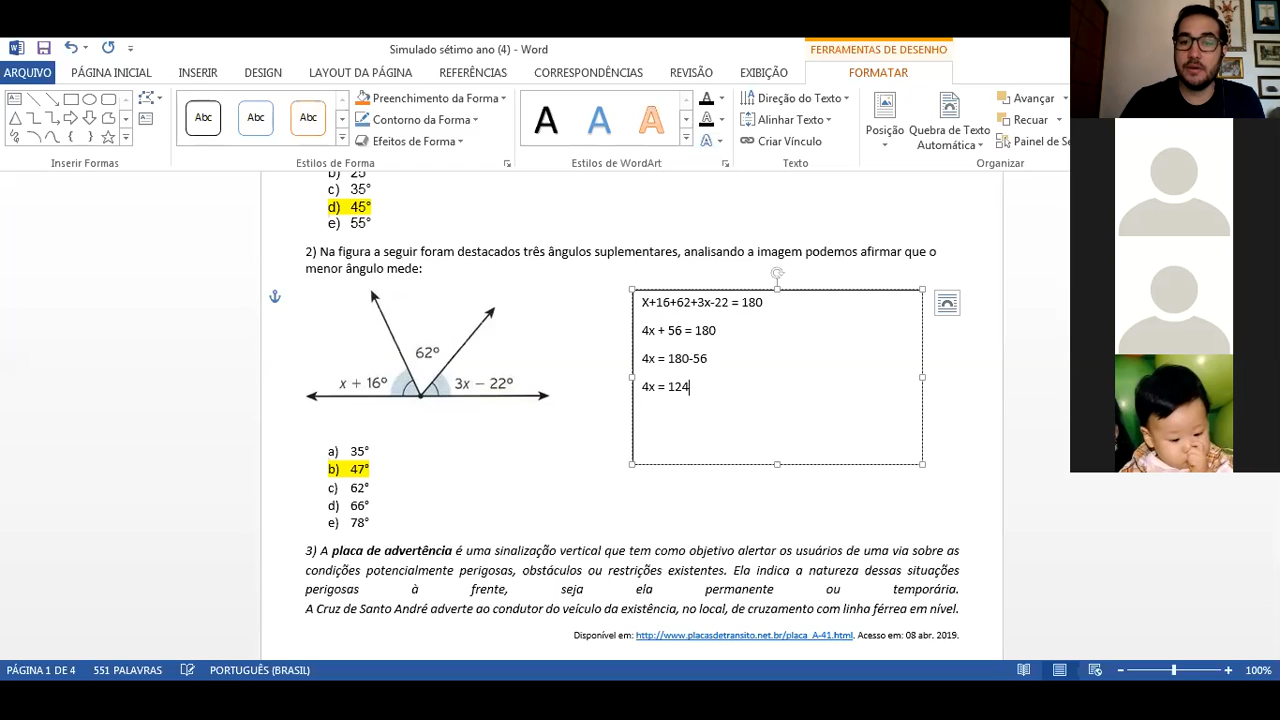 Simulado sétimo ano (4) - Word
FERRAMENTAS DE DESENHO
ARQUIVO PÁGINA INICIAL INSERIR DESIGN LAYOUT DA PÁGINA REFERÊNCIAS CORRESPONDÊNCIAS REVISÃO EXIBIÇÃO FORMATAR
Abc Abc Abc
Preenchimento da Forma
Contorno da Forma
Efeitos de Forma
A A A
Direção do Texto
Alinhar Texto
Criar Vínculo
Posição
Quebra de Texto
Automática
Avançar
Recuar
Painel de Se
Inserir Formas
Estilos de Forma
Estilos de WordArt
Texto
Organizar
b) 25
c) 35°
d) 45°
e) 55°
2) Na figura a seguir foram destacados três ângulos suplementares, analisando a imagem podemos afirmar que o
menor ângulo mede:
62°
x + 16°
3x − 22°
X+16+62+3x-22 = 180
4x + 56 = 180
4x = 180-56
4x = 124
a) 35°
b) 47°
c) 62°
d) 66°
e) 78°
3) A placa de advertência é uma sinalização vertical que tem como objetivo alertar os usuários de uma via sobre as
condições potencialmente perigosas, obstáculos ou restrições existentes. Ela indica a natureza dessas situações
perigosas à frente, seja ela permanente ou temporária.
A Cruz de Santo André adverte ao condutor do veículo da existência, no local, de cruzamento com linha férrea em nível.
Disponível em: http://www.placasdetransito.net.br/placa_A-41.html. Acesso em: 08 abr. 2019.
PÁGINA 1 DE 4 551 PALAVRAS PORTUGUÊS (BRASIL) 100%